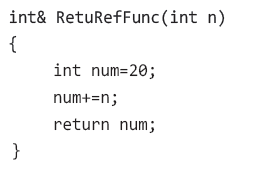 int& RetuRefFunc(int n)
{
    int num=20;
    num+=n;
    return num;
}